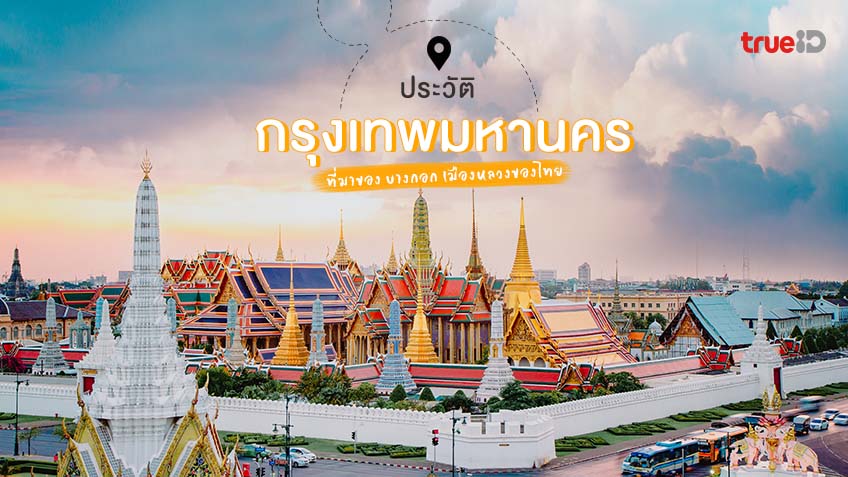 trueiD
ประวัติ
กรุงเทพมหานคร
ที่มาของ บางกอก เมืองหลวงของไทย